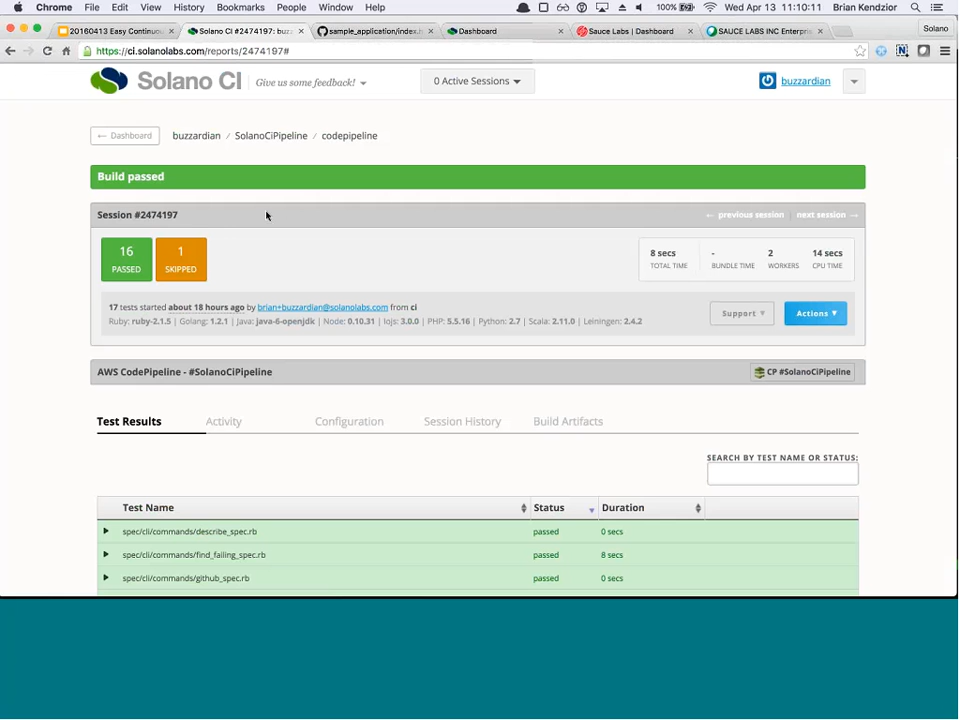 Chrome File Edit View History Bookmarks People Window Help 100% Wed Apr 13 11:10:11 Brian Kendzior
20160413 Easy Continuou Solano CI #2474197: buzz sample_application/index.h Dashboard Sauce Labs | Dashboard SAUCE LABS INC Enterpris Solano
https://ci.solanolabs.com/reports/2474197#
Solano CI Give us some feedback! 0 Active Sessions buzzardian
← Dashboard buzzardian / SolanoCiPipeline / codepipeline
Build passed
Session #2474197 ← previous session next session →
16 1 8 secs - 2 14 secs
PASSED SKIPPED TOTAL TIME BUNDLE TIME WORKERS CPU TIME
17 tests started about 18 hours ago by brian+buzzardian@solanolabs.com from ci
Ruby: ruby-2.1.5 | Golang: 1.2.1 | Java: java-6-openjdk | Node: 0.10.31 | Iojs: 3.0.0 | PHP: 5.5.16 | Python: 2.7 | Scala: 2.11.0 | Leiningen: 2.4.2
Support Actions
AWS CodePipeline - #SolanoCiPipeline CP #SolanoCiPipeline
Test Results Activity Configuration Session History Build Artifacts
SEARCH BY TEST NAME OR STATUS:
Test Name Status Duration
spec/cli/commands/describe_spec.rb passed 0 secs
spec/cli/commands/find_failing_spec.rb passed 8 secs
spec/cli/commands/github_spec.rb passed 0 secs